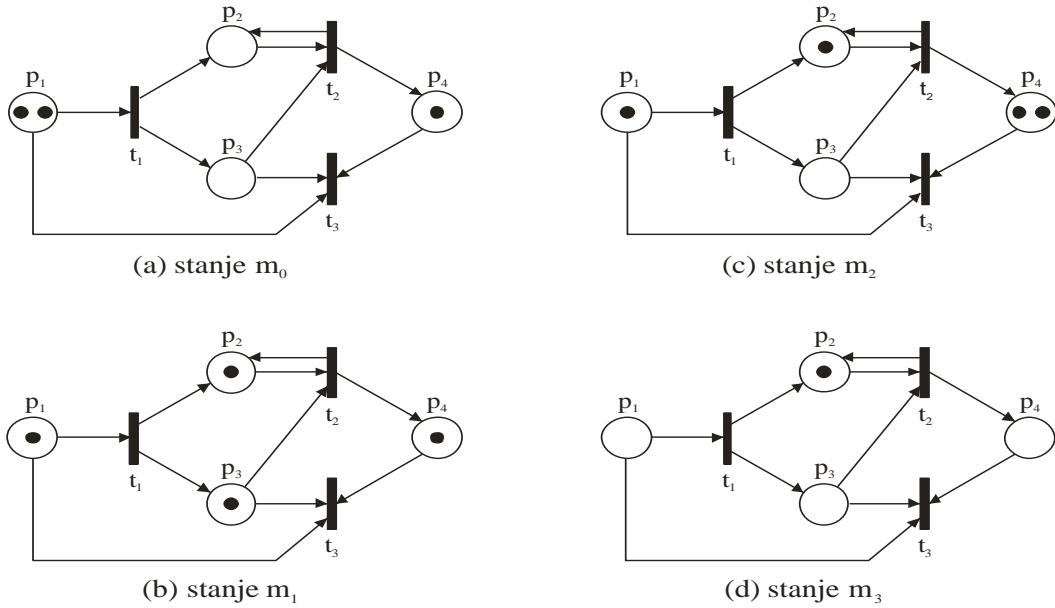 p₂
p₁
p₄
t₂
t₁
p₃
t₃
(a) stanje m₀
p₂
p₁
p₄
t₂
t₁
p₃
t₃
(c) stanje m₂
p₂
p₁
p₄
t₂
t₁
p₃
t₃
(b) stanje m₁
p₂
p₁
p₄
t₂
t₁
p₃
t₃
(d) stanje m₃